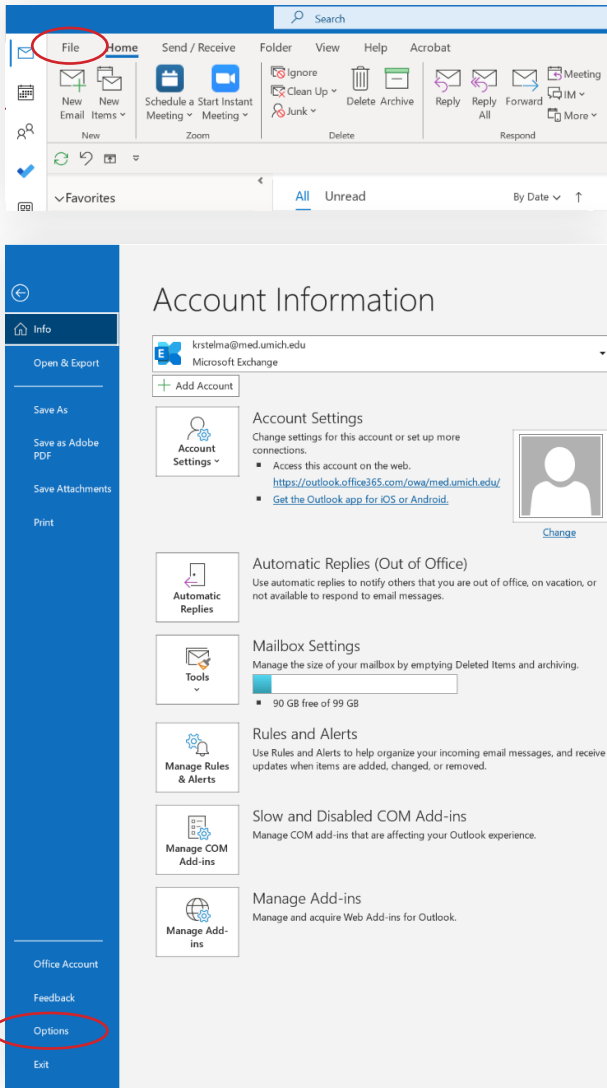 Search
File Home Send / Receive Folder View Help Acrobat
New Email
New Items
Schedule a Meeting
Start Instant Meeting
Ignore
Clean Up
Junk
Delete
Archive
Reply
Reply All
Forward
Meeting
IM
More
New Zoom Delete Respond
Favorites
All Unread By Date
Account Information
Info
Open & Export
Save As
Save as Adobe
PDF
Save Attachments
Print
Office Account
Feedback
Options
Exit
E
krstelma@med.umich.edu
Microsoft Exchange
Add Account
Account
Settings
Account Settings
Change settings for this account or set up more
connections.
Access this account on the web.
https://outlook.office365.com/owa/med.umich.edu/
Get the Outlook app for iOS or Android.
Change
Automatic
Replies
Automatic Replies (Out of Office)
Use automatic replies to notify others that you are out of office, on vacation, or
not available to respond to email messages.
Tools
Mailbox Settings
Manage the size of your mailbox by emptying Deleted Items and archiving.
90 GB free of 99 GB
Manage Rules
& Alerts
Rules and Alerts
Use Rules and Alerts to help organize your incoming email messages, and receive
updates when items are added, changed, or removed.
Manage COM
Add-ins
Slow and Disabled COM Add-ins
Manage COM add-ins that are affecting your Outlook experience.
Manage Add-
ins
Manage Add-ins
Manage and acquire Web Add-ins for Outlook.